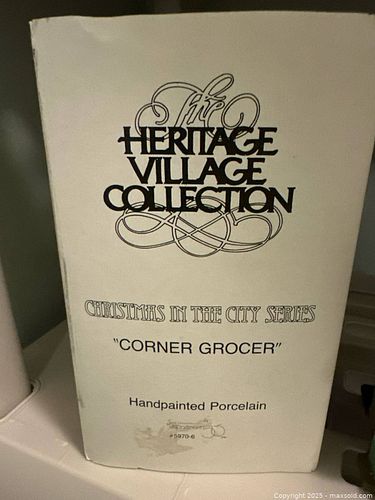 The
HERITAGE
VILLAGE
COLLECTION
CHRISTMAS IN THE CITY SERIES
"CORNER GROCER"
Handpainted Porcelain
#5970-6
Copyright 2025 - maxsold.com